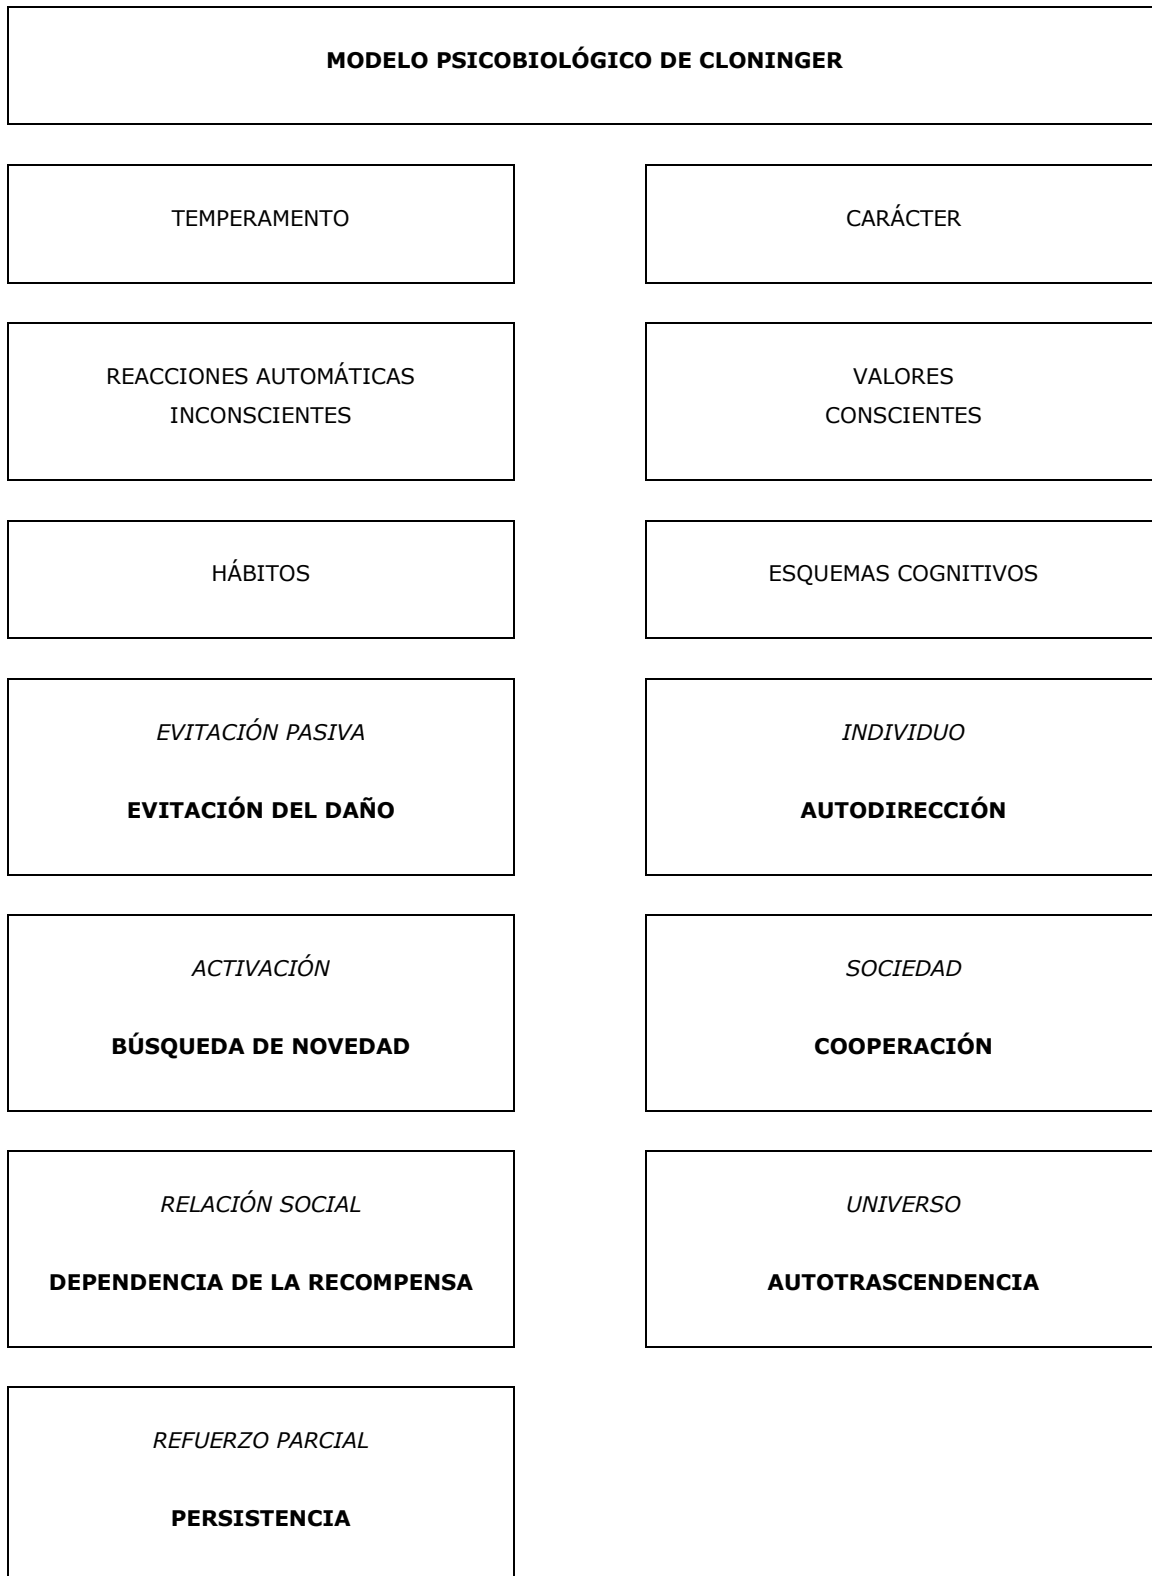 MODELO PSICOBIOLÓGICO DE CLONINGER
TEMPERAMENTO
CARÁCTER
REACCIONES AUTOMÁTICAS
INCONSCIENTES
VALORES
CONSCIENTES
HÁBITOS
ESQUEMAS COGNITIVOS
EVITACIÓN PASIVA
EVITACIÓN DEL DAÑO
INDIVIDUO
AUTODIRECCIÓN
ACTIVACIÓN
BÚSQUEDA DE NOVEDAD
SOCIEDAD
COOPERACIÓN
RELACIÓN SOCIAL
DEPENDENCIA DE LA RECOMPENSA
UNIVERSO
AUTOTRASCENDENCIA
REFUERZO PARCIAL
PERSISTENCIA